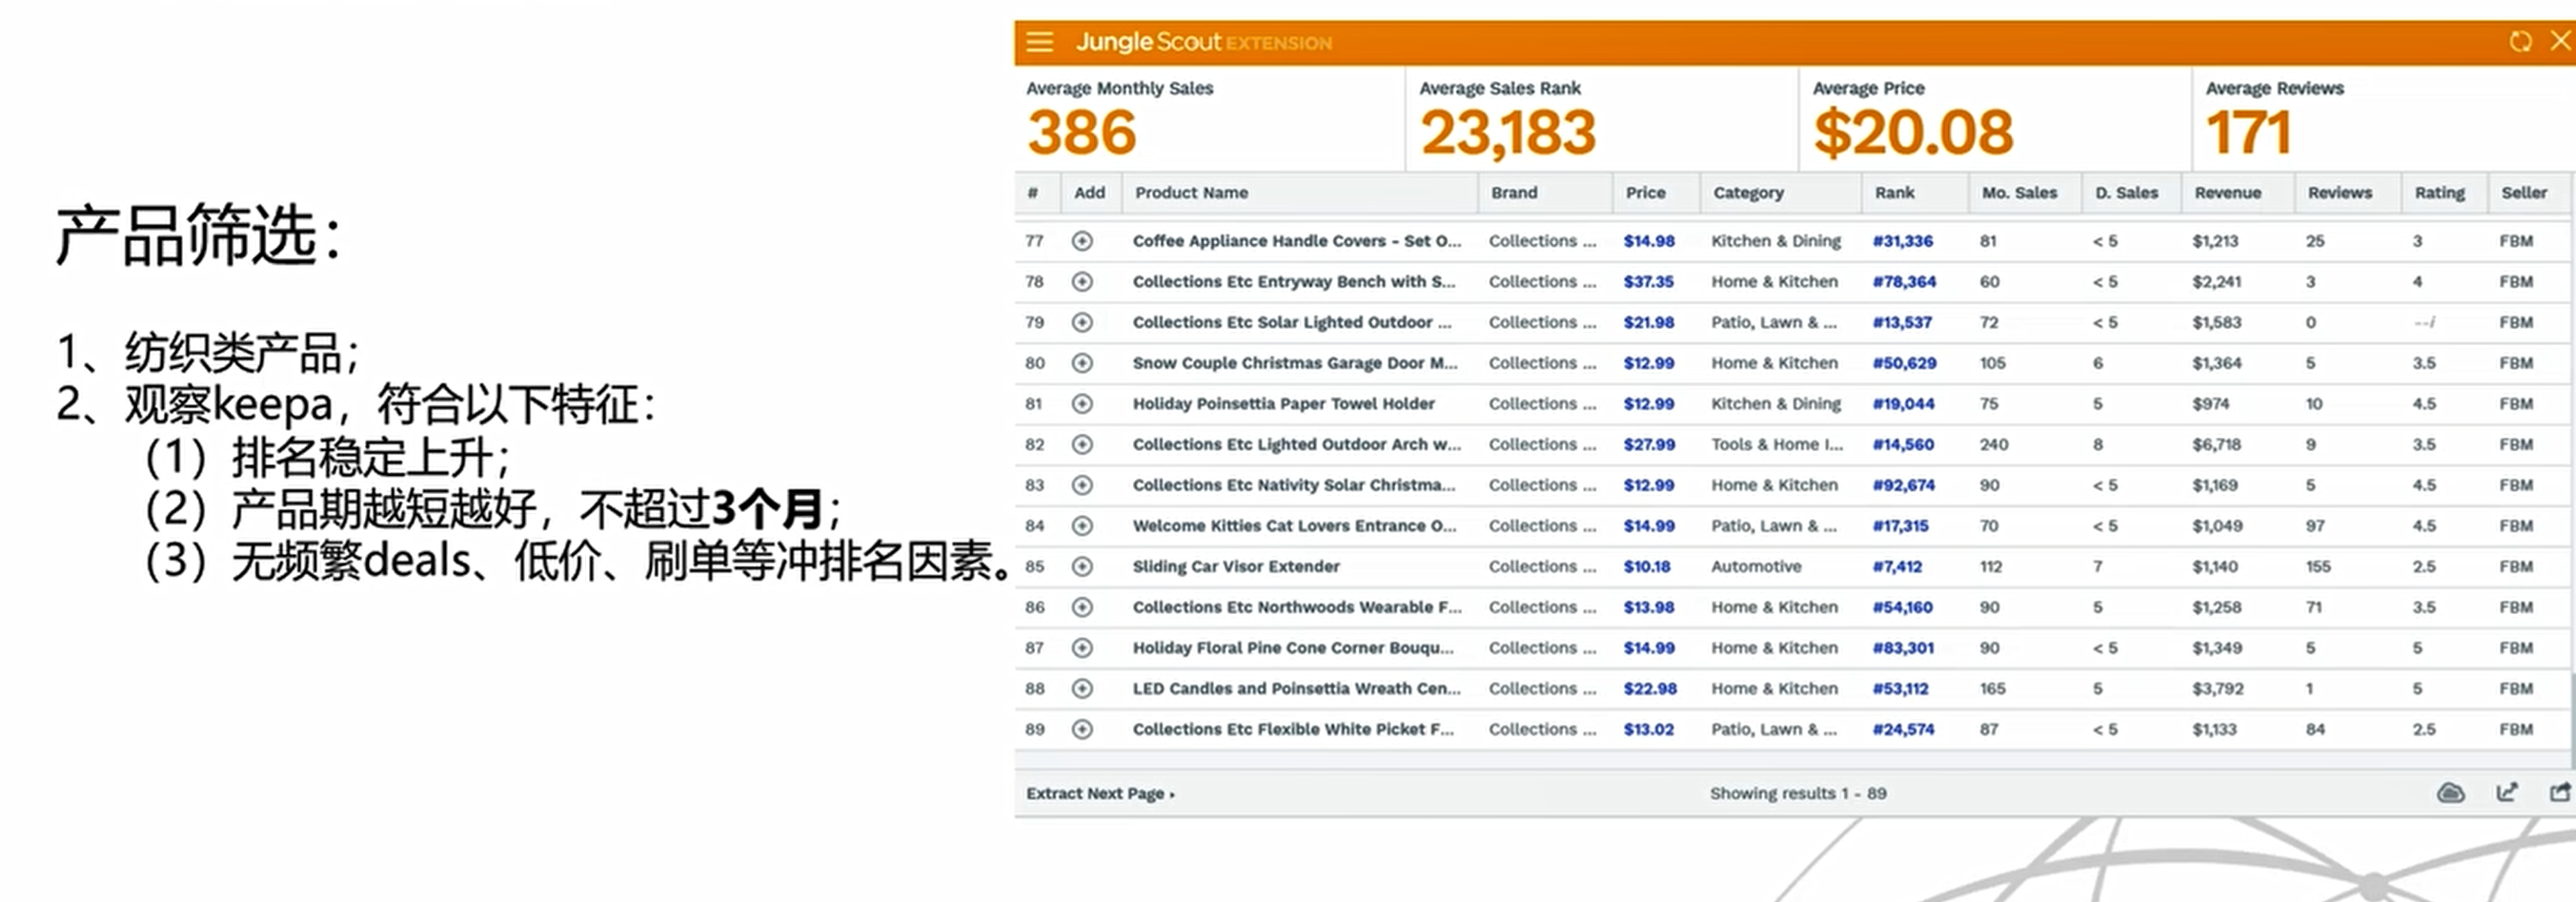 产品筛选：
1、纺织类产品；
2、观察keepa，符合以下特征：
（1）排名稳定上升；
（2）产品期越短越好，不超过3个月；
（3）无频繁deals、低价、刷单等冲排名因素。
Jungle Scout EXTENSION
Average Monthly Sales Average Sales Rank Average Price Average Reviews
386 23,183 $20.08 171
# Add Product Name Brand Price Category Rank Mo. Sales D. Sales Revenue Reviews Rating Seller
77 Coffee Appliance Handle Covers - Set O... Collections ... $14.98 Kitchen & Dining #31,336 81 < 5 $1,213 25 3 FBM
78 Collections Etc Entryway Bench with S... Collections ... $37.35 Home & Kitchen #78,364 60 < 5 $2,241 3 4 FBM
79 Collections Etc Solar Lighted Outdoor ... Collections ... $21.98 Patio, Lawn & ... #13,537 72 < 5 $1,583 0 --i FBM
80 Snow Couple Christmas Garage Door M... Collections ... $12.99 Home & Kitchen #50,629 105 6 $1,364 5 3.5 FBM
81 Holiday Poinsettia Paper Towel Holder Collections ... $12.99 Kitchen & Dining #19,044 75 5 $974 10 4.5 FBM
82 Collections Etc Lighted Outdoor Arch w... Collections ... $27.99 Tools & Home I... #14,560 240 8 $6,718 9 3.5 FBM
83 Collections Etc Nativity Solar Christma... Collections ... $12.99 Home & Kitchen #92,674 90 < 5 $1,169 5 4.5 FBM
84 Welcome Kitties Cat Lovers Entrance O... Collections ... $14.99 Patio, Lawn & ... #17,315 70 < 5 $1,049 97 4.5 FBM
85 Sliding Car Visor Extender Collections ... $10.18 Automotive #7,412 112 7 $1,140 155 2.5 FBM
86 Collections Etc Northwoods Wearable F... Collections ... $13.98 Home & Kitchen #54,160 90 5 $1,258 71 3.5 FBM
87 Holiday Floral Pine Cone Corner Bouqu... Collections ... $14.99 Home & Kitchen #83,301 90 < 5 $1,349 5 5 FBM
88 LED Candles and Poinsettia Wreath Cen... Collections ... $22.98 Home & Kitchen #53,112 165 5 $3,792 1 5 FBM
89 Collections Etc Flexible White Picket F... Collections ... $13.02 Patio, Lawn & ... #24,574 87 < 5 $1,133 84 2.5 FBM
Extract Next Page Showing results 1 - 89